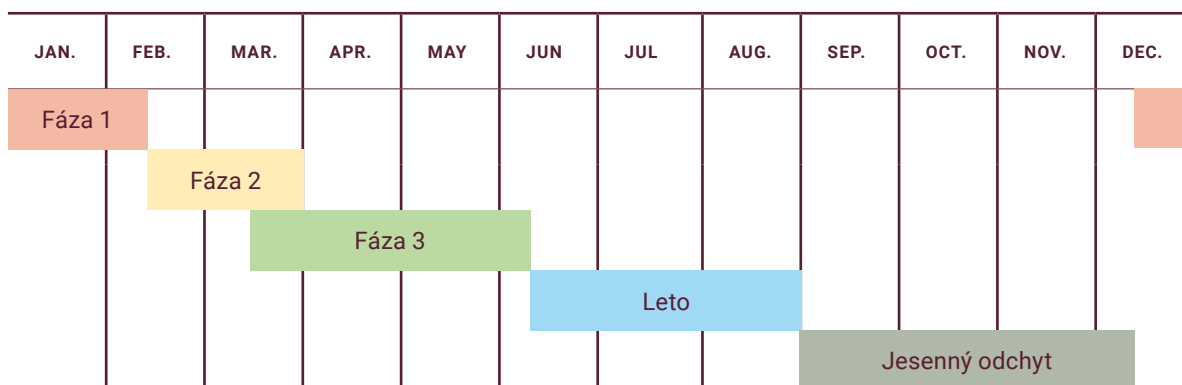 JAN. FEB. MAR. APR. MAY JUN JUL AUG. SEP. OCT. NOV. DEC.
Fáza 1
Fáza 2
Fáza 3
Leto
Jesenný odchyt